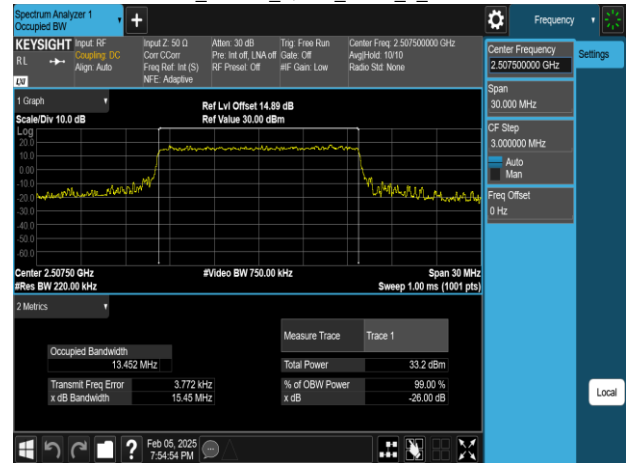 Spectrum Analyzer 1
Occupied BW
+
Frequency
KEYSIGHT
RL
LXI
Input: RF
Coupling: DC
Align: Auto
Input Z: 50 Ω
Corr CCorr
Freq Ref: Int (S)
NFE: Adaptive
Atten: 30 dB
Pre: Int off, LNA off
RF Presel: Off
Trig: Free Run
Gate: Off
#IF Gain: Low
Center Freq: 2.507500000 GHz
Avg|Hold: 10/10
Radio Std: None
Center Frequency
2.507500000 GHz
Settings
Span
30.000 MHz
CF Step
3.000000 MHz
Auto
Man
Freq Offset
0 Hz
1 Graph
Scale/Div 10.0 dB
Ref Lvl Offset 14.89 dB
Ref Value 30.00 dBm
Log
20.0
10.0
0.00
-10.0
-20.0
-30.0
-40.0
-50.0
-60.0
Center 2.50750 GHz
#Res BW 220.00 kHz
#Video BW 750.00 kHz
Span 30 MHz
Sweep 1.00 ms (1001 pts)
2 Metrics
Measure Trace Trace 1
Occupied Bandwidth
13.452 MHz
Total Power 33.2 dBm
Transmit Freq Error 3.772 kHz
% of OBW Power 99.00 %
x dB Bandwidth 15.45 MHz
x dB -26.00 dB
Local
?
Feb 05, 2025
7:54:54 PM